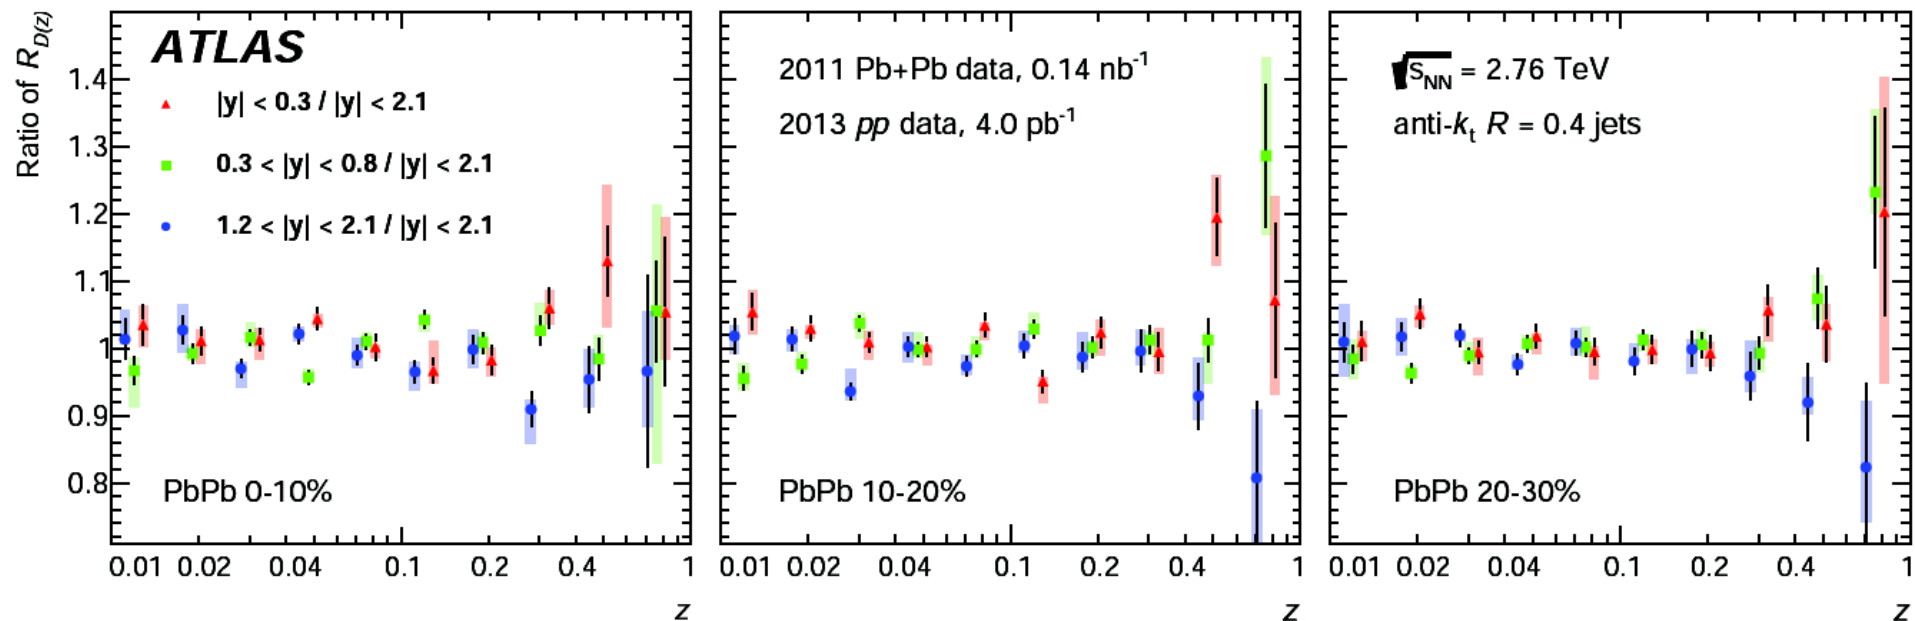 Ratio of R_D(z)
ATLAS
|y| < 0.3 / |y| < 2.1
0.3 < |y| < 0.8 / |y| < 2.1
1.2 < |y| < 2.1 / |y| < 2.1
1.4
1.3
1.2
1.1
1
0.9
0.8
PbPb 0-10%
0.01 0.02 0.04 0.1 0.2 0.4 1
z
2011 Pb+Pb data, 0.14 nb⁻¹
2013 pp data, 4.0 pb⁻¹
PbPb 10-20%
0.01 0.02 0.04 0.1 0.2 0.4 1
z
√s_NN = 2.76 TeV
anti-k_t R = 0.4 jets
PbPb 20-30%
0.01 0.02 0.04 0.1 0.2 0.4 1
z